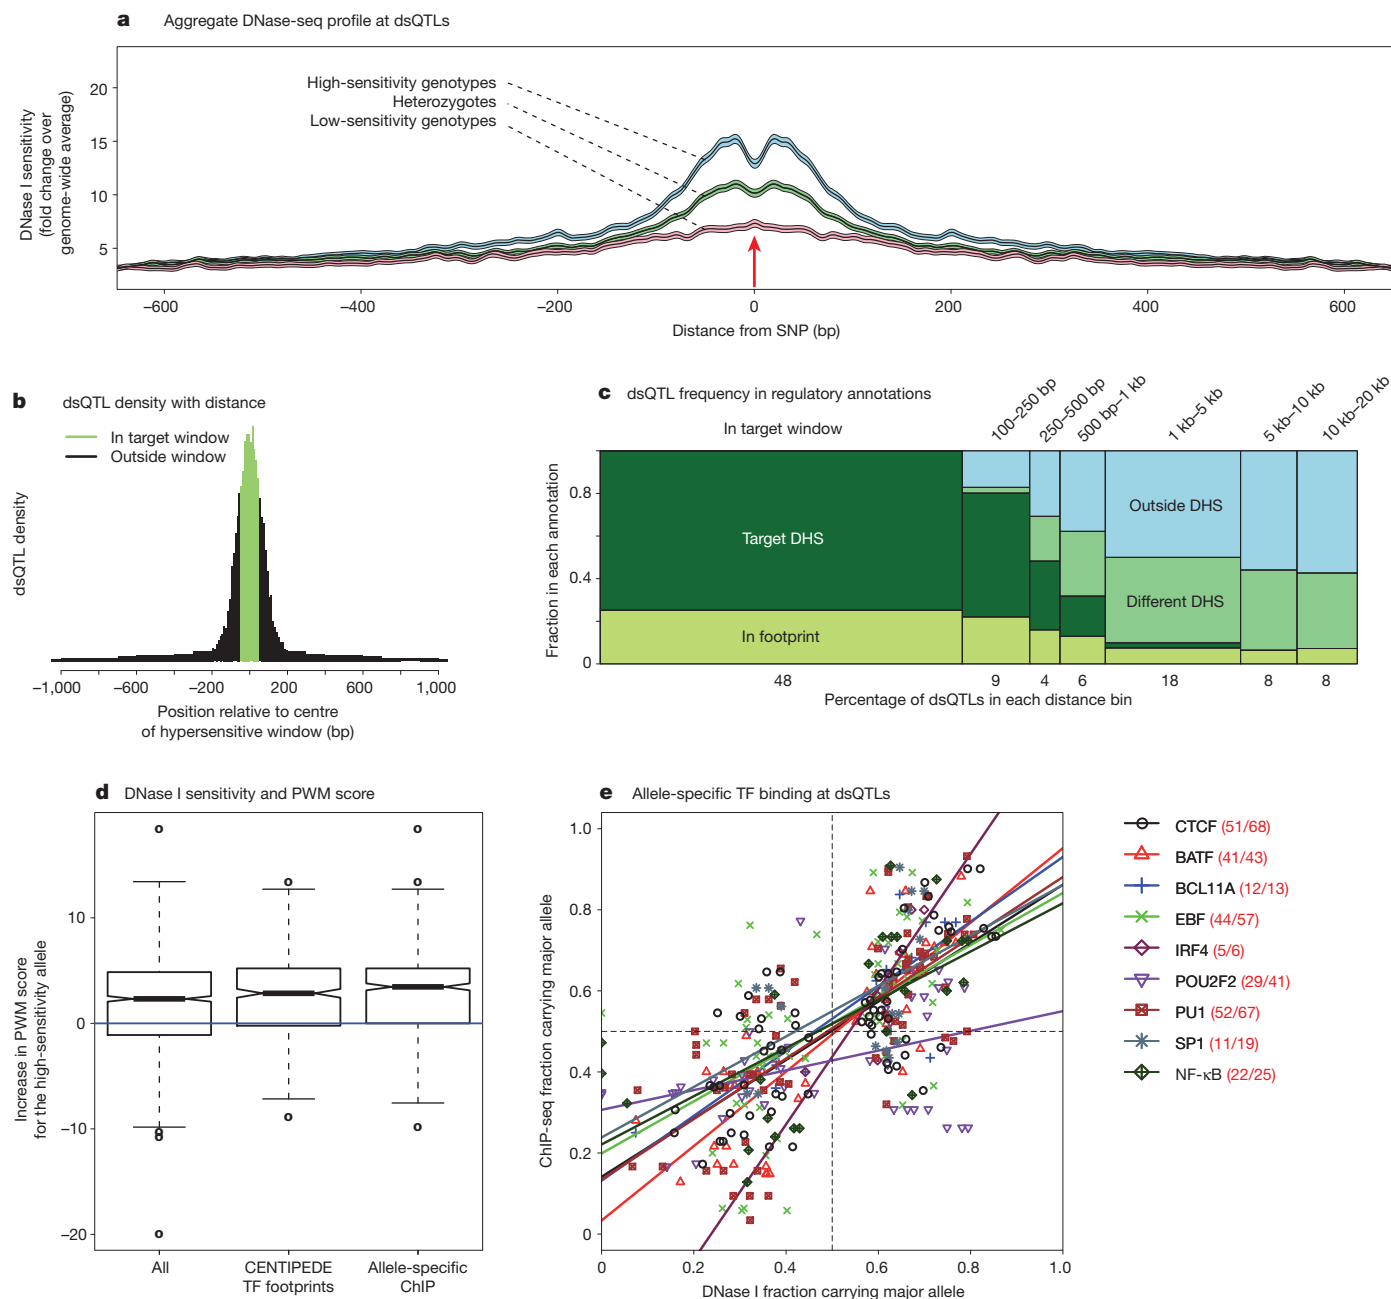 a Aggregate DNase-seq profile at dsQTLs
DNase I sensitivity
(fold change over
genome-wide average)
20
15
10
5
High-sensitivity genotypes
Heterozygotes
Low-sensitivity genotypes
−600
−400
−200
0
200
400
600
Distance from SNP (bp)
b dsQTL density with distance
In target window
Outside window
dsQTL density
−1,000
−600
−200
200
600
1,000
Position relative to centre
of hypersensitive window (bp)
c dsQTL frequency in regulatory annotations
In target window
100–250 bp
250–500 bp
500 bp–1 kb
1 kb–5 kb
5 kb–10 kb
10 kb–20 kb
Fraction in each annotation
0.8
0.4
0
Target DHS
In footprint
Outside DHS
Different DHS
48
9
4
6
18
8
8
Percentage of dsQTLs in each distance bin
d DNase I sensitivity and PWM score
Increase in PWM score
for the high-sensitivity allele
10
0
−10
−20
All
CENTIPEDE
TF footprints
Allele-specific
ChIP
e Allele-specific TF binding at dsQTLs
ChIP-seq fraction carrying major allele
1.0
0.8
0.6
0.4
0.2
0
0
0.2
0.4
0.6
0.8
1.0
DNase I fraction carrying major allele
CTCF (51/68)
BATF (41/43)
BCL11A (12/13)
EBF (44/57)
IRF4 (5/6)
POU2F2 (29/41)
PU1 (52/67)
SP1 (11/19)
NF-κB (22/25)